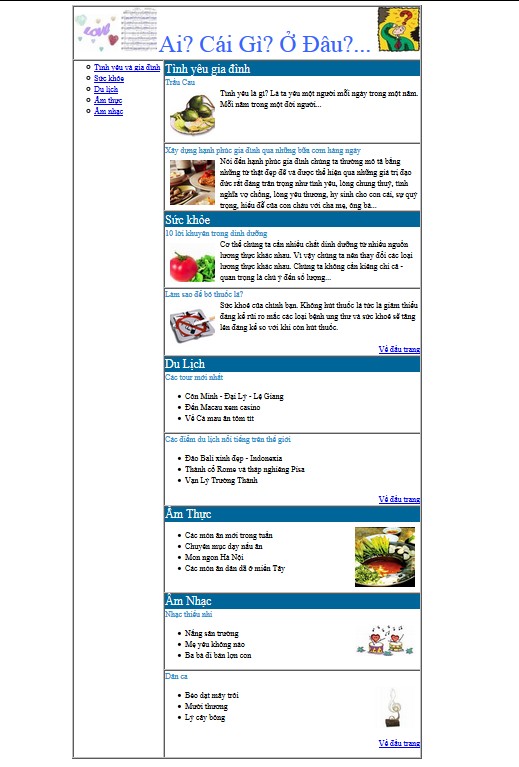 Ai? Cái Gì? Ở Đâu?...
Tình yêu và gia đình
Sức khỏe
Du lịch
Ẩm thực
Âm nhạc
Tình yêu gia đình
Trầu Cau
Tình yêu là gì? Là ta yêu một người mỗi ngày trong một năm.
Mỗi năm trong một đời người...
Xây dựng hạnh phúc gia đình qua những bữa cơm hàng ngày
Nói đến hạnh phúc gia đình chúng ta thường mô tả bằng
những từ thật đẹp đẽ và được thể hiện qua những giá trị đạo
đức rất đáng trân trọng như tình yêu, lòng chung thuỷ, tình
nghĩa vợ chồng, lòng yêu thương, hy sinh cho con cái, sự quý
trọng, hiếu để của con cháu với cha mẹ, ông bà...
Sức khỏe
10 lời khuyên trong dinh dưỡng
Cơ thể chúng ta cần nhiều chất dinh dưỡng từ nhiều nguồn
lương thực khác nhau. Vì vậy chúng ta nên thay đổi các loại
lương thực khác nhau. Chúng ta không cần kiêng chi cả -
quan trọng là chú ý đến số lượng...
Làm sao để bỏ thuốc lá?
Sức khoẻ của chính bạn. Không hút thuốc lá tức là giảm thiểu
đáng kể rủi ro mắc các loại bệnh ung thư và sức khoẻ sẽ tăng
lên đáng kể so với khi còn hút thuốc.
Về đầu trang
Du Lịch
Các tour mới nhất
Côn Minh - Đại Lý - Lệ Giang
Đến Macau xem casino
Về Cà mau ăn tôm tít
Các điểm du lịch nổi tiếng trên thế giới
Đảo Bali xinh đẹp - Indonexia
Thành cổ Rome và tháp nghiêng Pisa
Vạn Lý Trường Thành
Về đầu trang
Ẩm Thực
Các món ăn mới trong tuần
Chuyên mục dạy nấu ăn
Món ngon Hà Nội
Các món ăn dân dã ở miền Tây
Âm Nhạc
Nhạc thiếu nhi
Nắng sân trường
Mẹ yêu không nào
Ba bà đi bán lợn con
Dân ca
Bèo dạt mây trôi
Mười thương
Lý cây bông
Về đầu trang